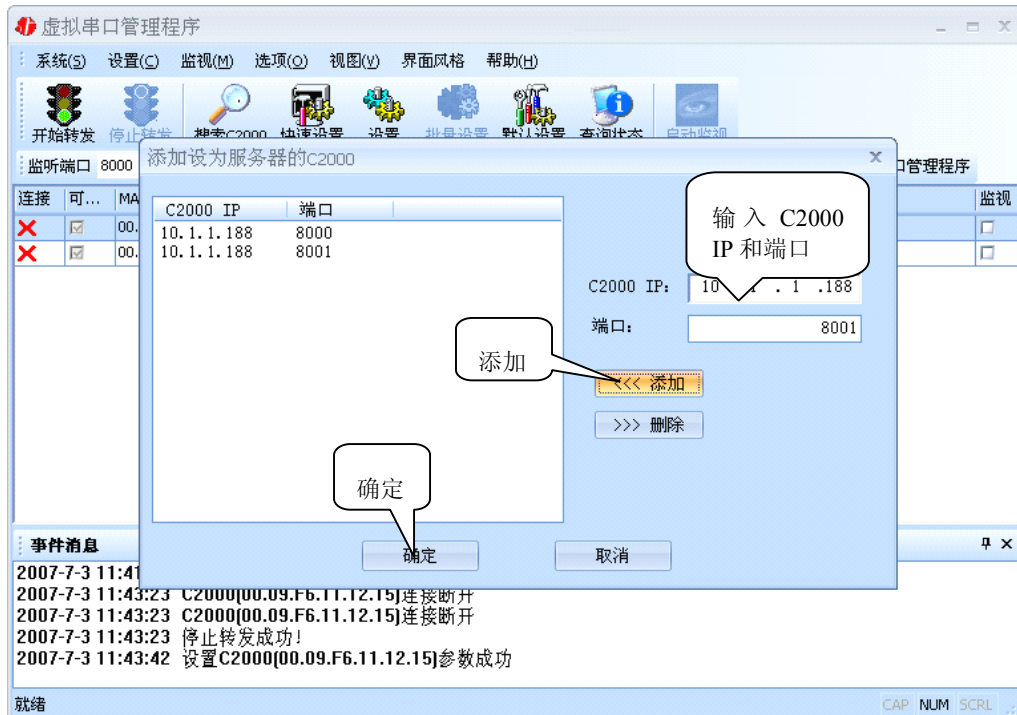 虚拟串口管理程序
系统(S) 设置(C) 监视(M) 选项(O) 视图(V) 界面风格 帮助(H)
开始转发 停止转发 搜索C2000 快速设置 设置 批量设置 默认设置 查询状态 启动监视
监听端口 8000 口管理程序
添加设为服务器的C2000
连接 可... MA 监视
00.
00.
C2000 IP 端口
10.1.1.188 8000
10.1.1.188 8001
输入 C2000
IP 和端口
C2000 IP: 10 . 1 .188
端口: 8001
添加
<<< 添加
>>> 删除
确定
确定 取消
事件消息
2007-7-3 11:41
2007-7-3 11:43:23 C2000(00.09.F6.11.12.15)连接断开
2007-7-3 11:43:23 C2000(00.09.F6.11.12.15)连接断开
2007-7-3 11:43:23 停止转发成功!
2007-7-3 11:43:42 设置C2000(00.09.F6.11.12.15)参数成功
就绪 CAP NUM SCRL